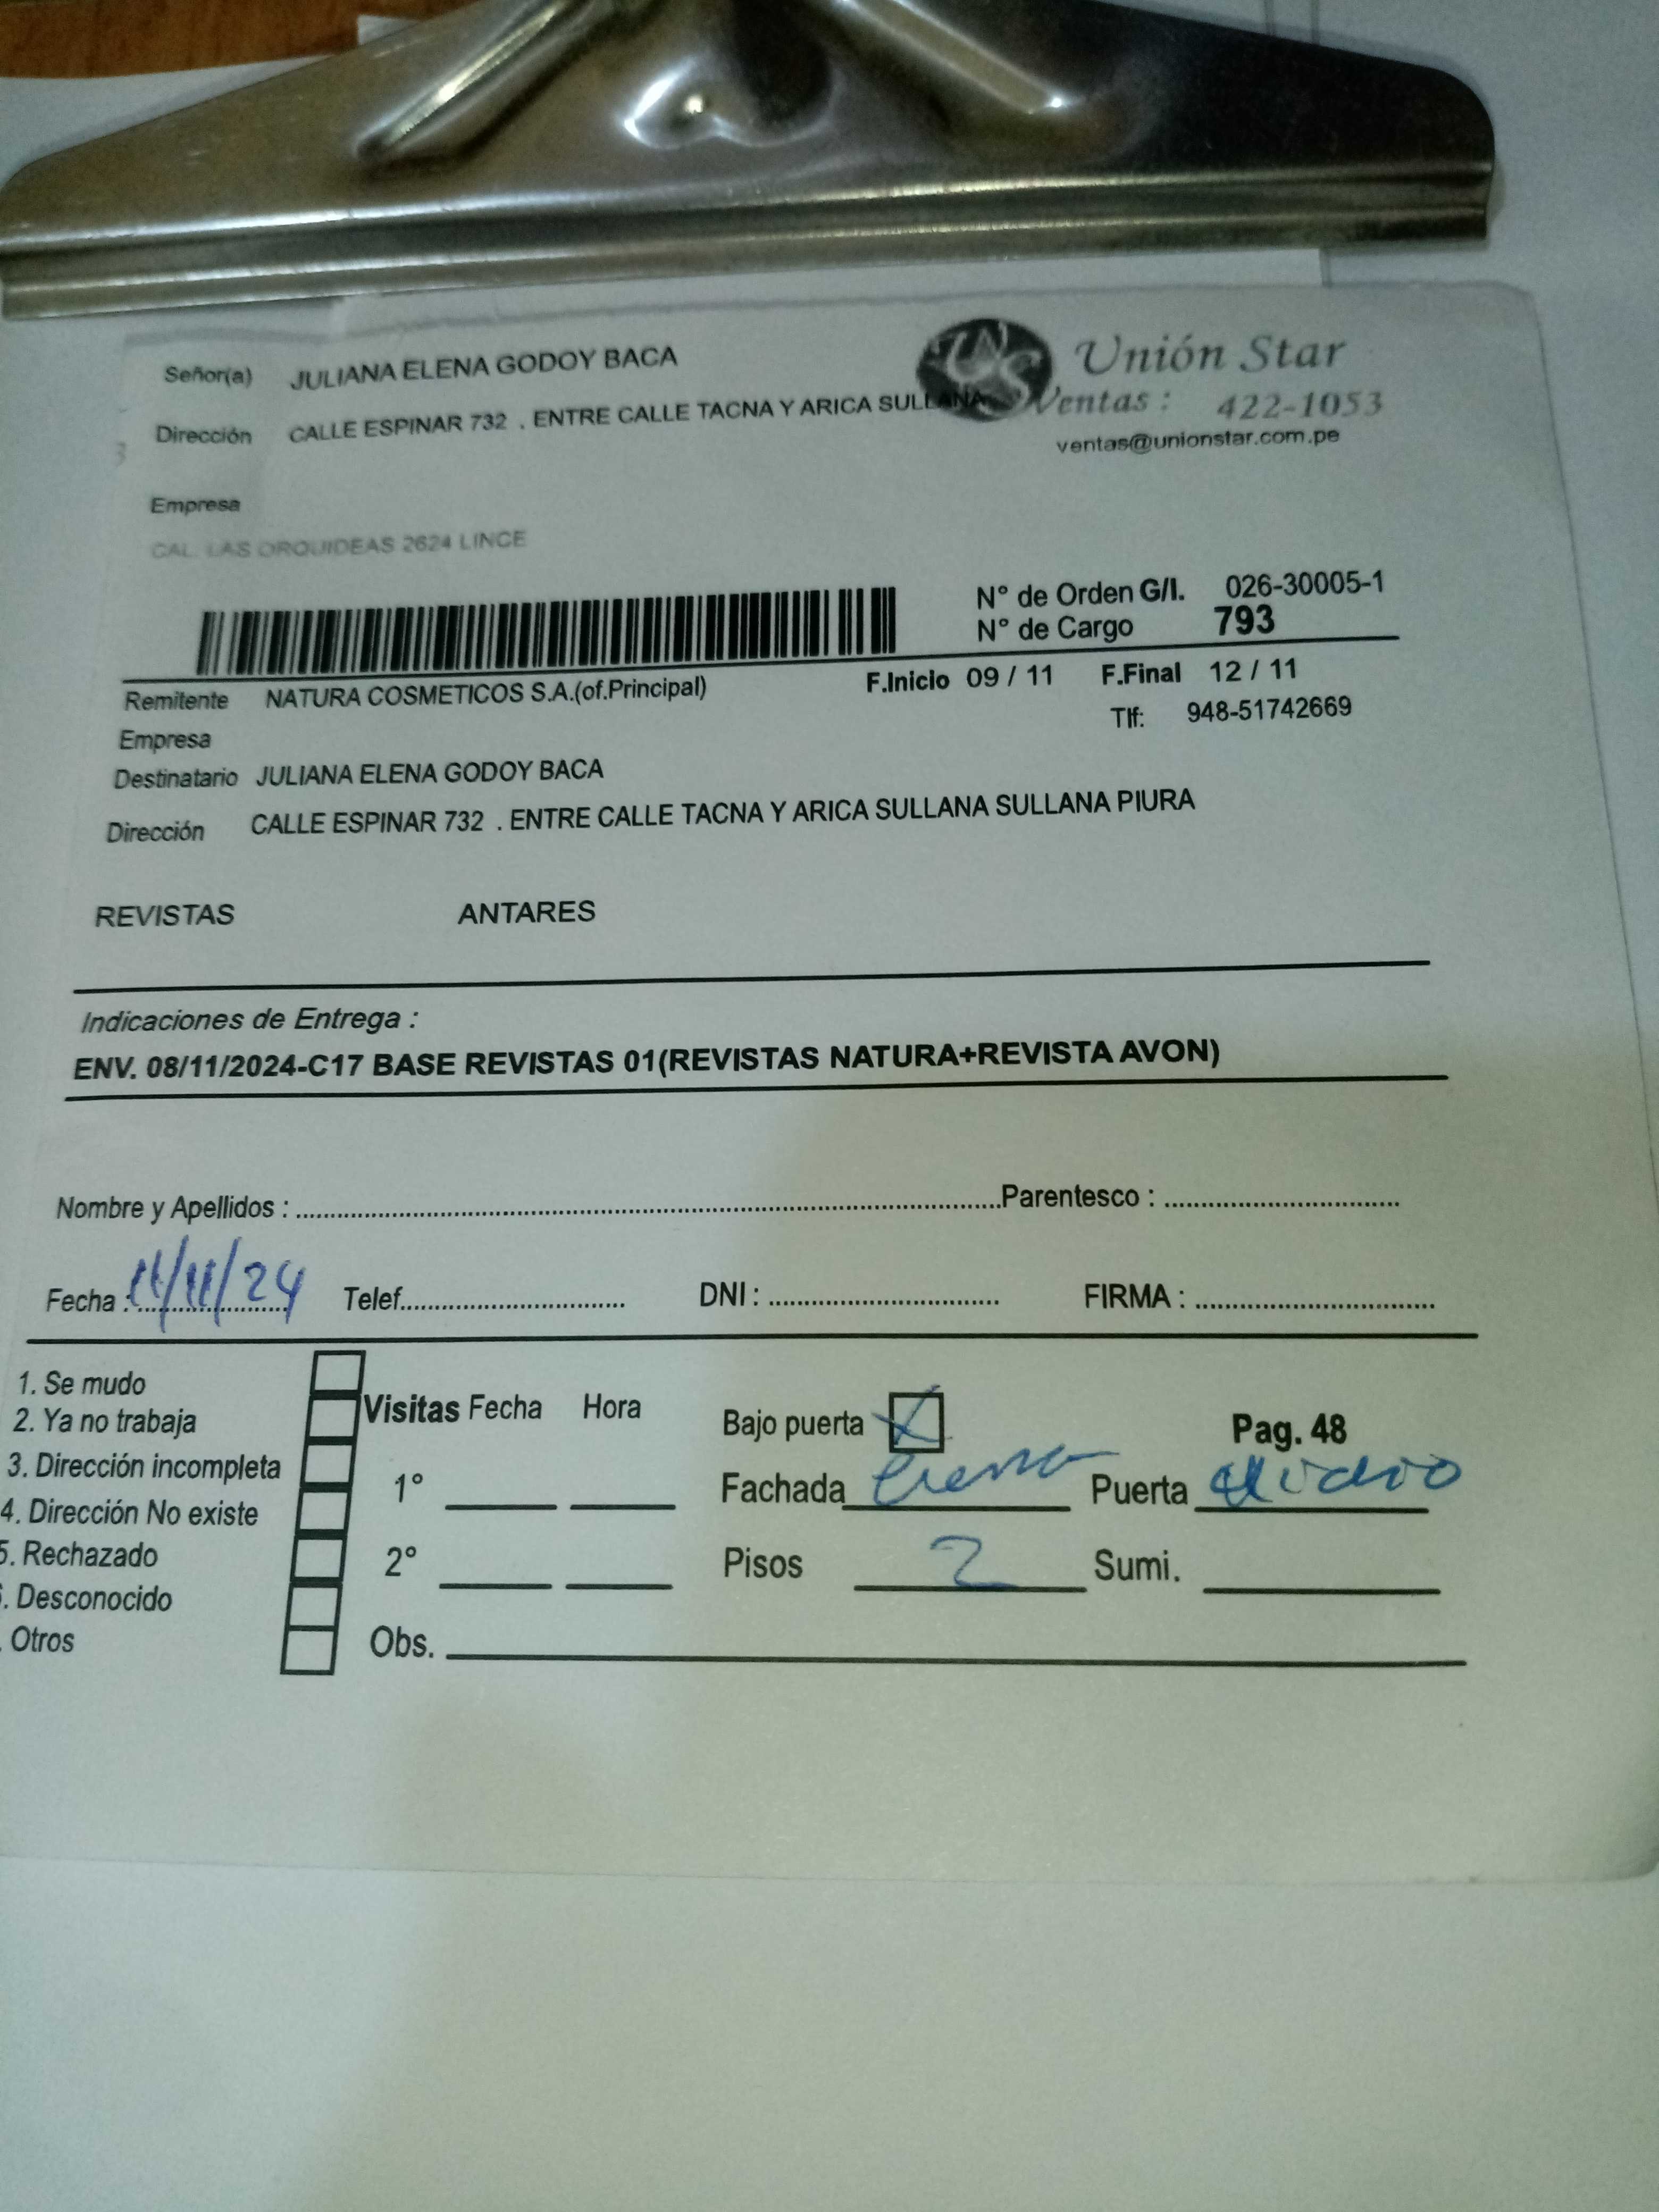 Señor(a) JULIANA ELENA GODOY BACA
Unión Star
Dirección CALLE ESPINAR 732 . ENTRE CALLE TACNA Y ARICA SULLANA
Ventas : 422-1053
ventas@unionstar.com.pe
Empresa
CAL. LAS ORQUIDEAS 2624 LINCE
N° de Orden G/I. 026-30005-1
N° de Cargo 793
Remitente NATURA COSMETICOS S.A.(of.Principal) F.Inicio 09 / 11 F.Final 12 / 11
Empresa Tlf: 948-51742669
Destinatario JULIANA ELENA GODOY BACA
Dirección CALLE ESPINAR 732 . ENTRE CALLE TACNA Y ARICA SULLANA SULLANA PIURA
REVISTAS ANTARES
Indicaciones de Entrega :
ENV. 08/11/2024-C17 BASE REVISTAS 01(REVISTAS NATURA+REVISTA AVON)
Nombre y Apellidos : Parentesco :
Fecha : 11/11/24 Telef. DNI : FIRMA :
1. Se mudo
2. Ya no trabaja
3. Dirección incompleta
4. Dirección No existe
5. Rechazado
. Desconocido
. Otros
Visitas Fecha Hora
1°
2°
Obs.
Bajo puerta X Pag. 48
Fachada Crema Puerta
Pisos 2 Sumi.